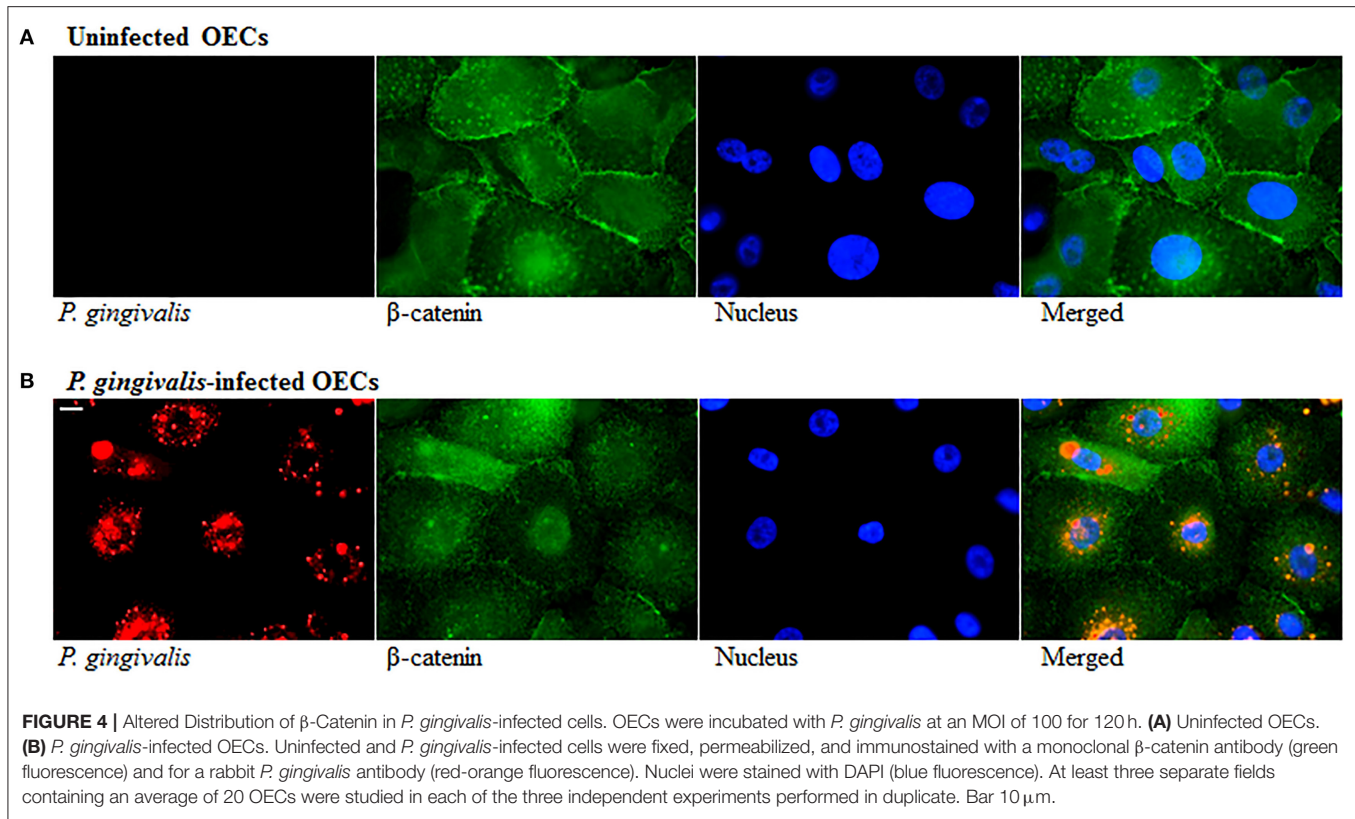 A Uninfected OECs
P. gingivalis β-catenin Nucleus Merged
B P. gingivalis-infected OECs
P. gingivalis β-catenin Nucleus Merged
FIGURE 4 | Altered Distribution of β-Catenin in P. gingivalis-infected cells. OECs were incubated with P. gingivalis at an MOI of 100 for 120 h. (A) Uninfected OECs.
(B) P. gingivalis-infected OECs. Uninfected and P. gingivalis-infected cells were fixed, permeabilized, and immunostained with a monoclonal β-catenin antibody (green
fluorescence) and for a rabbit P. gingivalis antibody (red-orange fluorescence). Nuclei were stained with DAPI (blue fluorescence). At least three separate fields
containing an average of 20 OECs were studied in each of the three independent experiments performed in duplicate. Bar 10 μm.